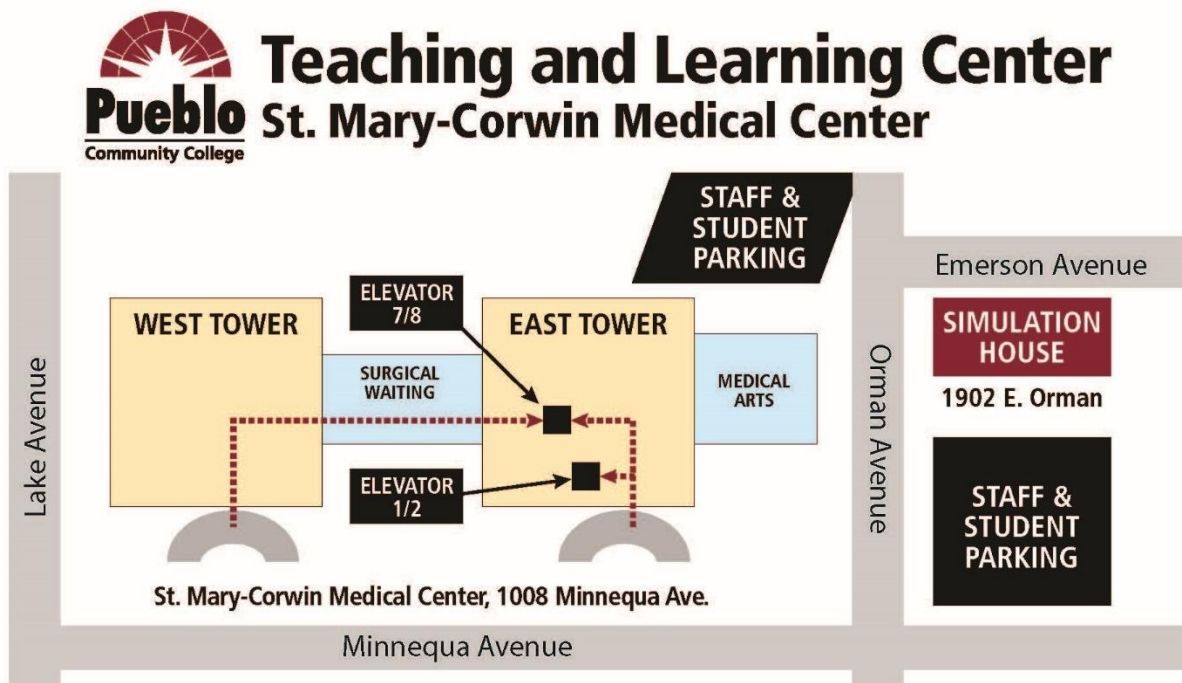 Pueblo
Community College
Teaching and Learning Center
St. Mary-Corwin Medical Center
STAFF &
STUDENT
PARKING
Emerson Avenue
ELEVATOR
7/8
WEST TOWER
EAST TOWER
SURGICAL
WAITING
MEDICAL
ARTS
SIMULATION
HOUSE
1902 E. Orman
Lake Avenue
Orman Avenue
ELEVATOR
1/2
STAFF &
STUDENT
PARKING
St. Mary-Corwin Medical Center, 1008 Minnequa Ave.
Minnequa Avenue